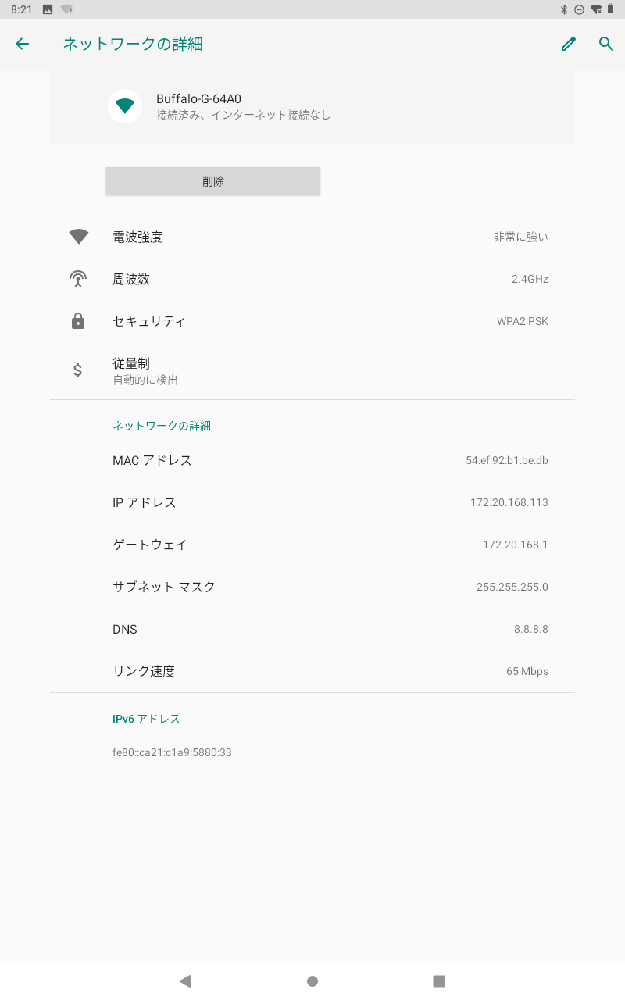 8:21
ネットワークの詳細
Buffalo-G-64A0
接続済み、インターネット接続なし
削除
電波強度 非常に強い
周波数 2.4GHz
セキュリティ WPA2 PSK
従量制
自動的に検出
ネットワークの詳細
MAC アドレス 54:ef:92:b1:be:db
IP アドレス 172.20.168.113
ゲートウェイ 172.20.168.1
サブネット マスク 255.255.255.0
DNS 8.8.8.8
リンク速度 65 Mbps
IPv6 アドレス
fe80::ca21:c1a9:5880:33